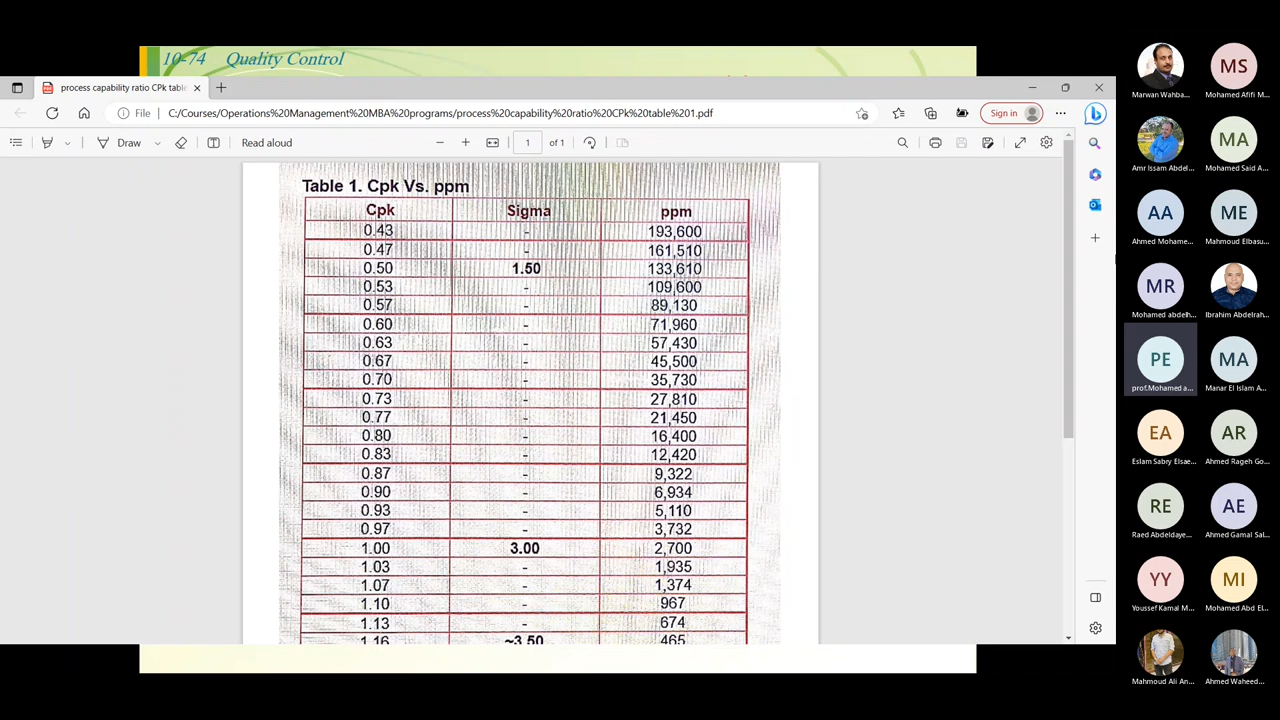 10-74 Quality Control
process capability ratio CPk table
File C:/Courses/Operations%20Management%20MBA%20programs/process%20capability%20ratio%20CPk%20table%201.pdf
Sign in
Draw
Read aloud
1 of 1
Table 1. Cpk Vs. ppm
Cpk Sigma ppm
0.43 - 193,600
0.47 - 161,510
0.50 1.50 133,610
0.53 - 109,600
0.57 - 89,130
0.60 - 71,960
0.63 - 57,430
0.67 - 45,500
0.70 - 35,730
0.73 - 27,810
0.77 - 21,450
0.80 - 16,400
0.83 - 12,420
0.87 - 9,322
0.90 - 6,934
0.93 - 5,110
0.97 - 3,732
1.00 3.00 2,700
1.03 - 1,935
1.07 - 1,374
1.10 - 967
1.13 - 674
1.16 ~3.50 465
MS
Marwan Wahba... Mohamed Afifi M...
MA
Amr Issam Abdel... Mohamed Said A...
AA ME
Ahmed Mohame... Mahmoud Elbasu...
MR
Mohamed abdelh... Ibrahim Abdelrah...
PE MA
prof.Mohamed a... Manar El Islam A...
EA AR
Eslam Sabry Elsae... Ahmed Rageh Go...
RE AE
Raed Abdeldaye... Ahmed Gamal Sal...
YY MI
Youssef Kamal M... Mohamed Abd El...
Mahmoud Ali An... Ahmed Waheed...